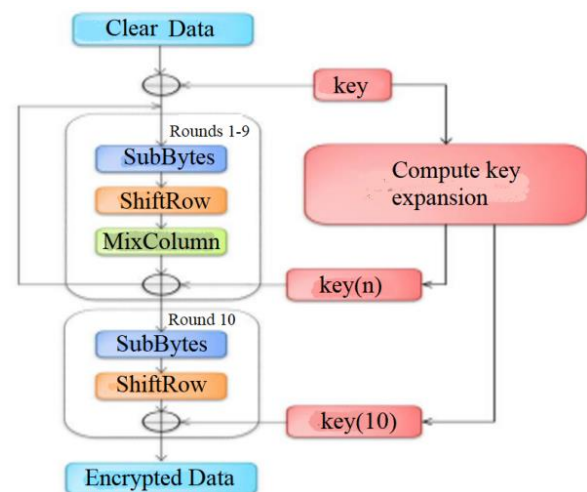 Clear Data
key
Rounds 1-9
SubBytes
Compute key
expansion
ShiftRow
MixColumn
key(n)
Round 10
SubBytes
ShiftRow
key(10)
Encrypted Data